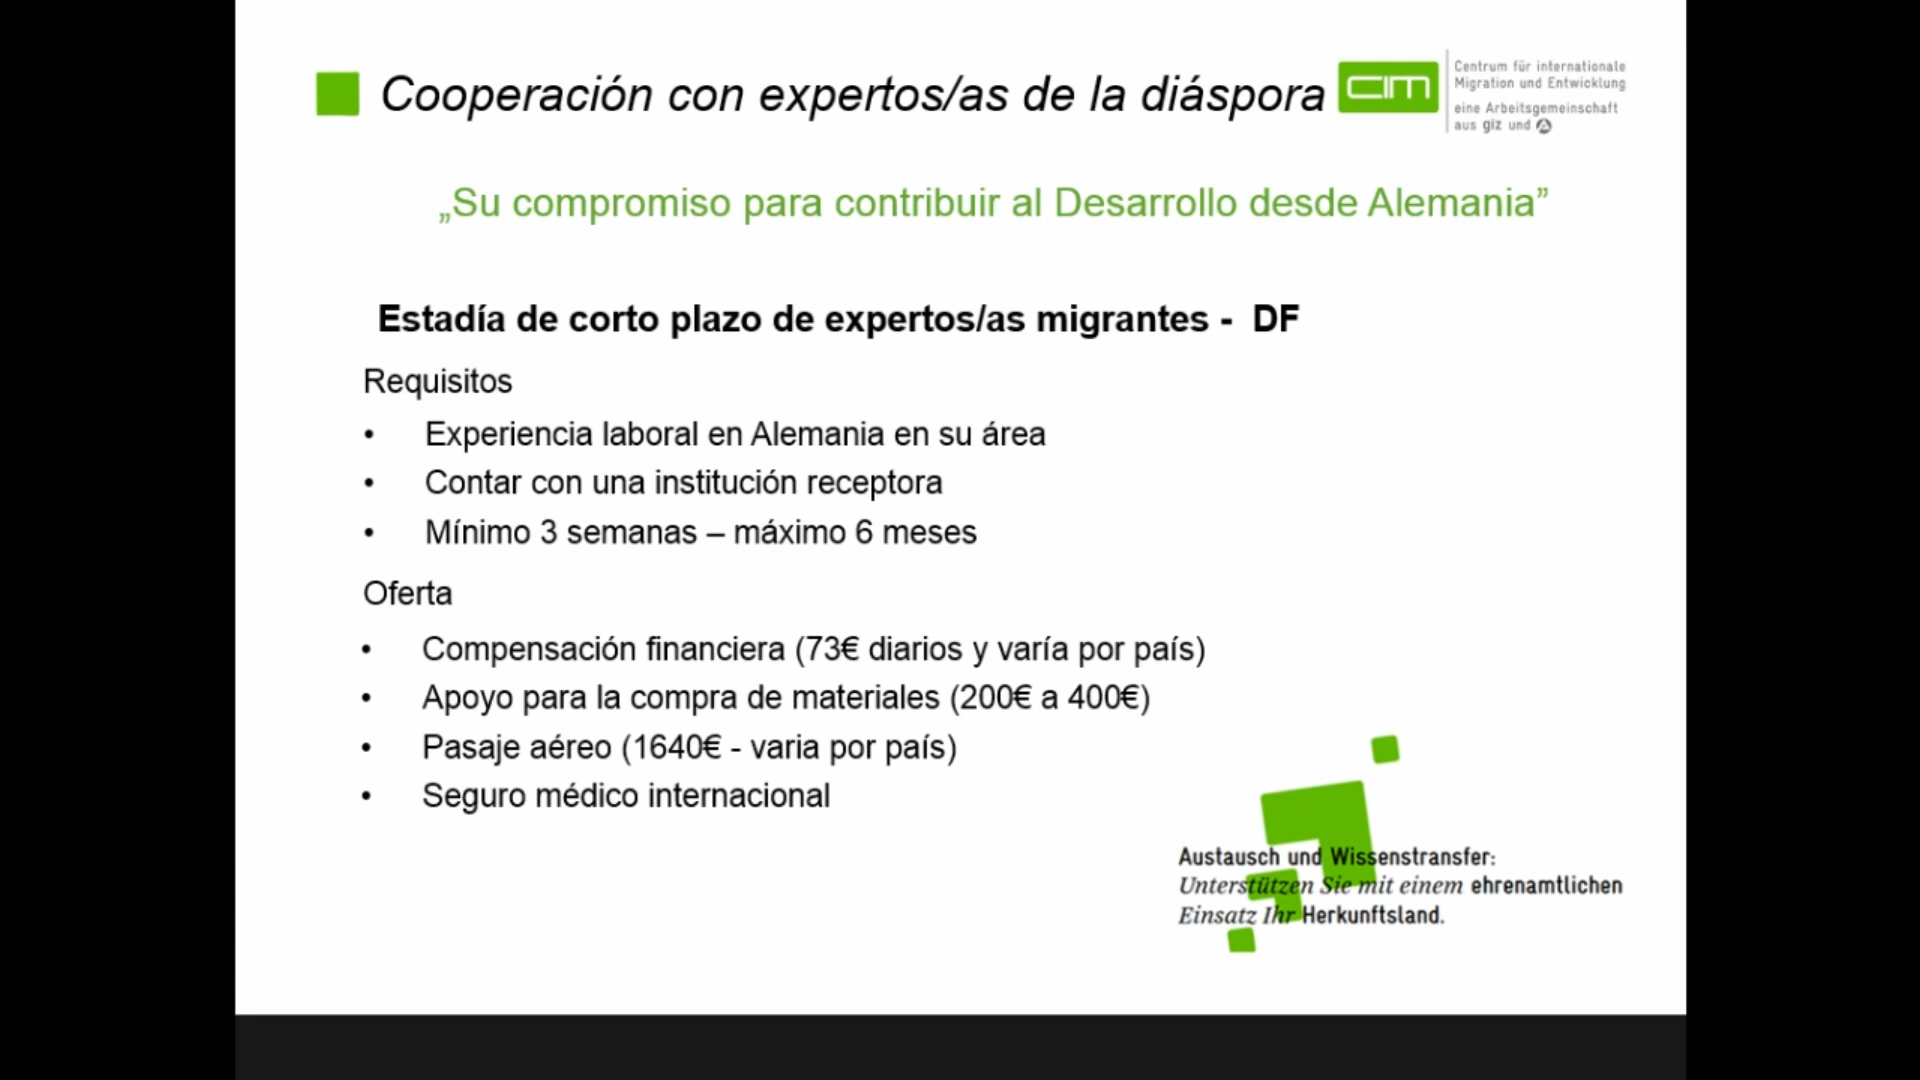 Cooperación con expertos/as de la diáspora
cim
Centrum für internationale
Migration und Entwicklung
eine Arbeitsgemeinschaft
aus giz und
„Su compromiso para contribuir al Desarrollo desde Alemania”
Estadía de corto plazo de expertos/as migrantes - DF
Requisitos
• Experiencia laboral en Alemania en su área
• Contar con una institución receptora
• Mínimo 3 semanas – máximo 6 meses
Oferta
• Compensación financiera (73€ diarios y varía por país)
• Apoyo para la compra de materiales (200€ a 400€)
• Pasaje aéreo (1640€ - varia por país)
• Seguro médico internacional
Austausch und Wissenstransfer:
Unterstützen Sie mit einem ehrenamtlichen
Einsatz Ihr Herkunftsland.